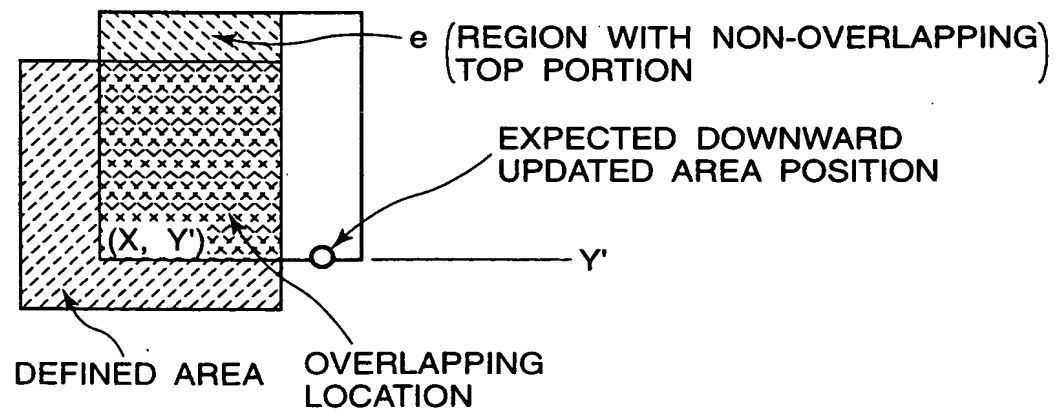 e (REGION WITH NON-OVERLAPPING
TOP PORTION)
EXPECTED DOWNWARD
UPDATED AREA POSITION
(X, Y')
Y'
DEFINED AREA
OVERLAPPING
LOCATION